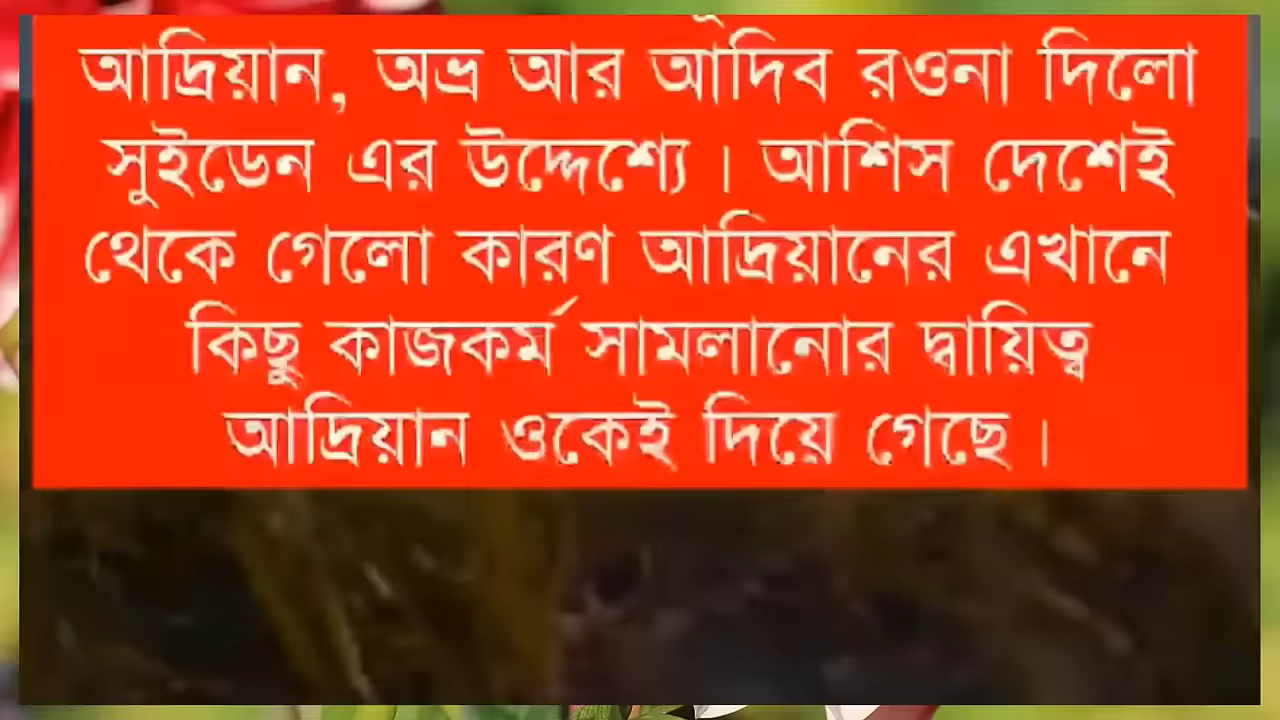 আদ্রিয়ান, অভ্র আর আদিব রওনা দিলো
সুইডেন এর উদ্দেশ্যে । আশিস দেশেই
থেকে গেলো কারণ আদ্রিয়ানের এখানে
কিছু কাজকর্ম সামলানোর দ্বায়িত্ব
আদ্রিয়ান ওকেই দিয়ে গেছে ।